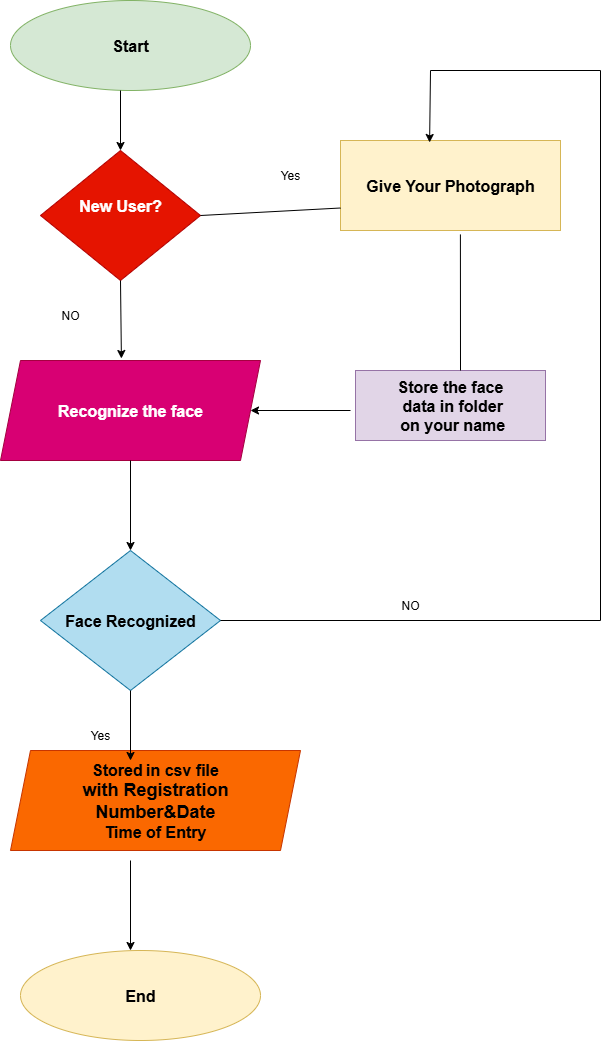 Start
New User?
Yes
Give Your Photograph
NO
Recognize the face
Store the face
data in folder
on your name
Face Recognized
NO
Yes
Stored in csv file
with Registration
Number&Date
Time of Entry
End